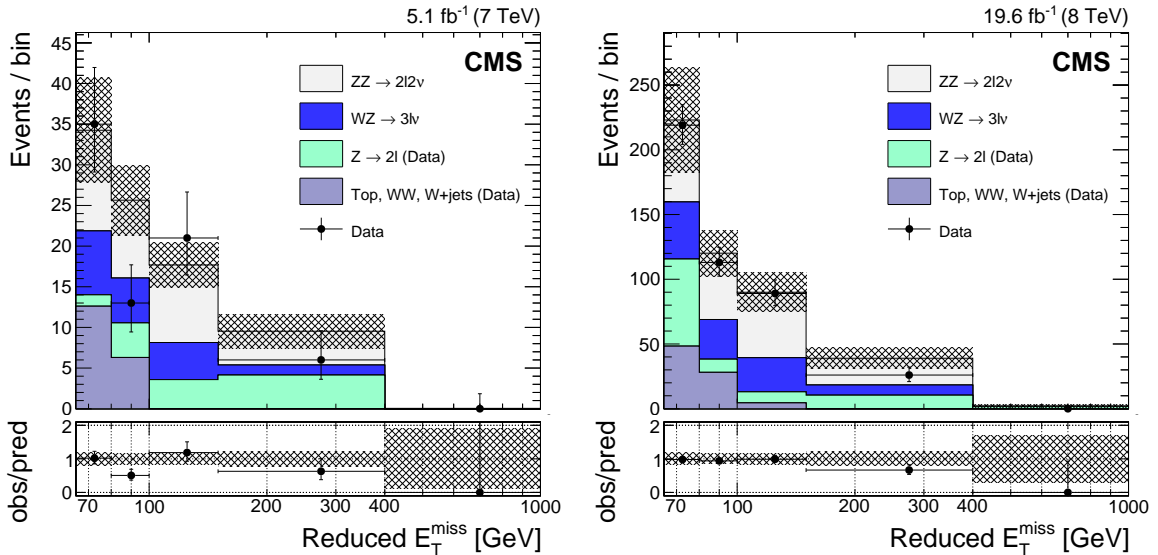 5.1 fb⁻¹ (7 TeV)
CMS
Events / bin
45
40
35
30
25
20
15
10
5
0
ZZ → 2l2ν
WZ → 3lν
Z → 2l (Data)
Top, WW, W+jets (Data)
Data
obs/pred
2
1
0
70 100 200 300 400 1000
Reduced E_T^miss [GeV]
19.6 fb⁻¹ (8 TeV)
CMS
Events / bin
250
200
150
100
50
0
ZZ → 2l2ν
WZ → 3lν
Z → 2l (Data)
Top, WW, W+jets (Data)
Data
obs/pred
2
1
0
70 100 200 300 400 1000
Reduced E_T^miss [GeV]